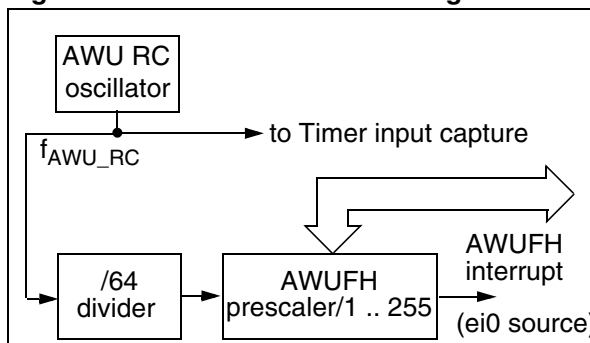 AWU RC
oscillator
to Timer input capture
fAWU_RC
/64
divider
AWUFH
prescaler/1 .. 255
AWUFH
interrupt
(ei0 source)